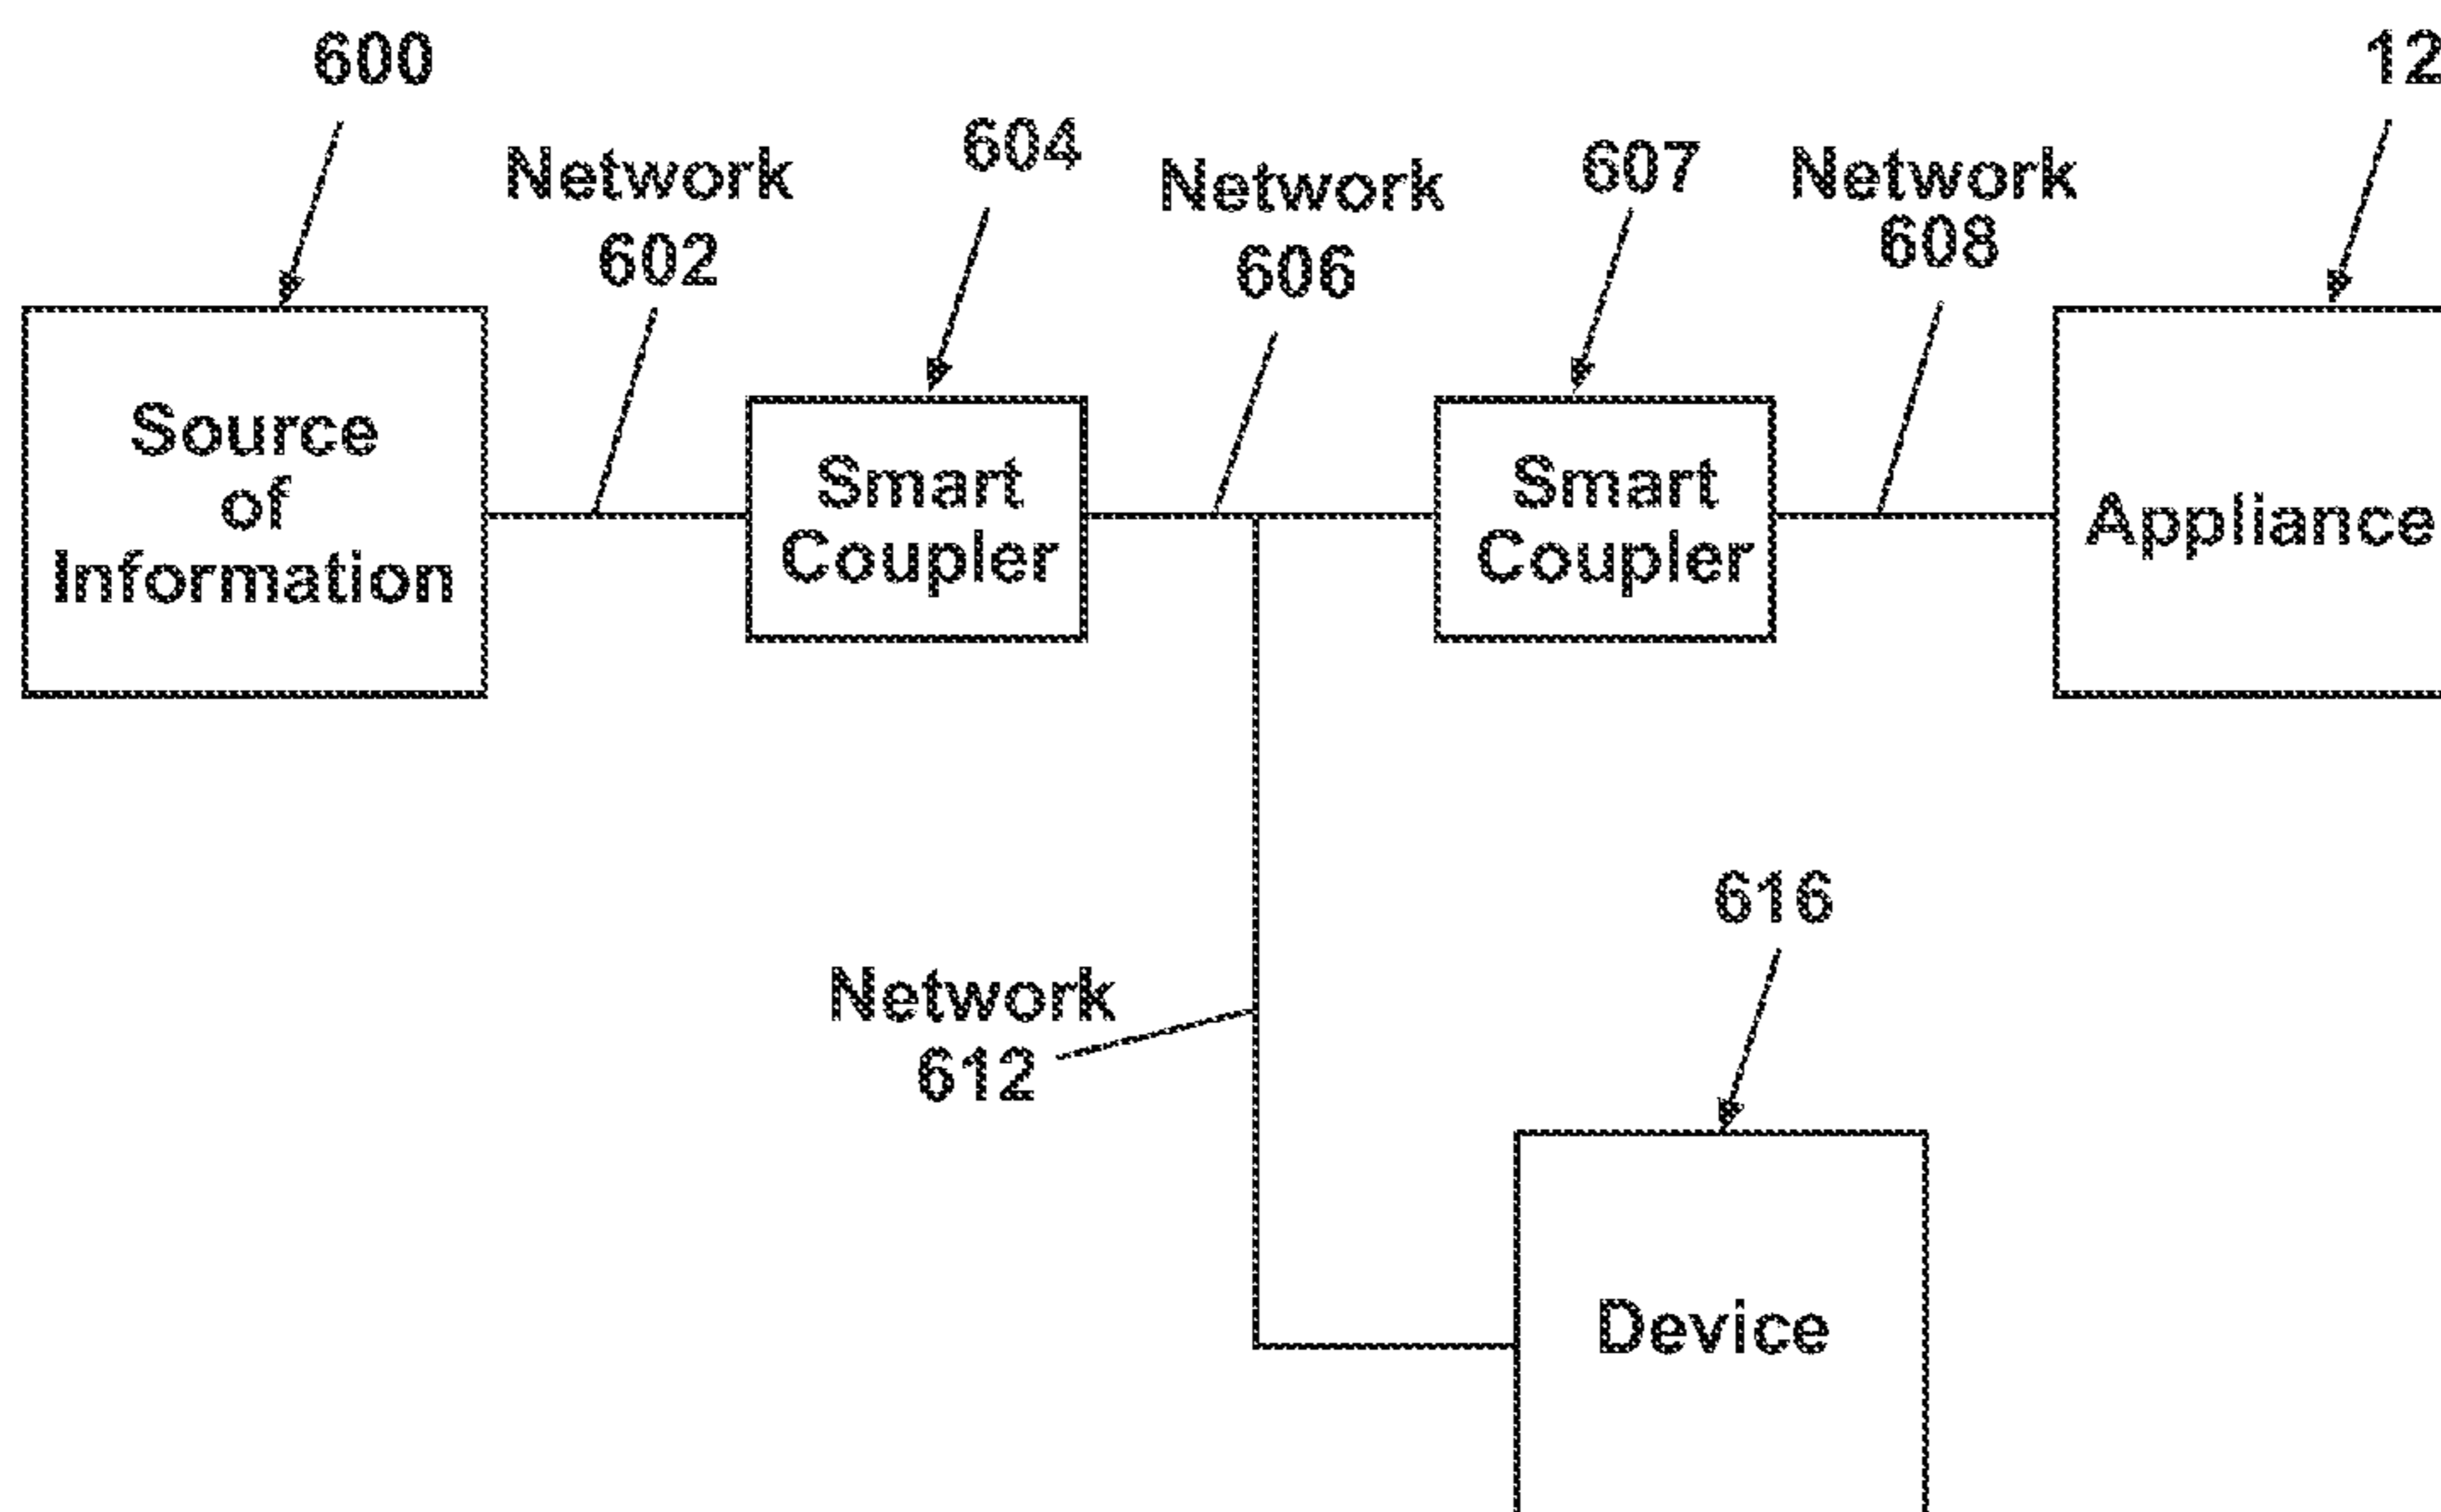 600
Network
602
604
Network
606
607
Network
608
12
Source
of
Information
Smart
Coupler
Smart
Coupler
Appliance
Network
612
616
Device